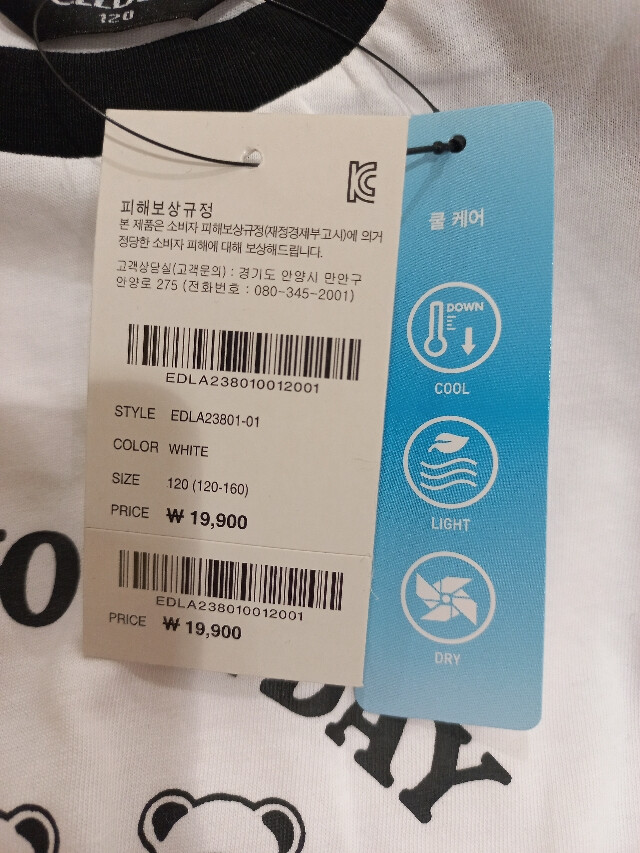 120
KC
피해보상규정
본 제품은 소비자 피해보상규정(재정경제부고시)에 의거
정당한 소비자 피해에 대해 보상해드립니다.
고객상담실(고객문의) : 경기도 안양시 만안구
안양로 275 (전화번호 : 080-345-2001)
EDLA238010012001
STYLE EDLA23801-01
COLOR WHITE
SIZE 120 (120-160)
PRICE ₩ 19,900
EDLA238010012001
PRICE ₩ 19,900
쿨 케어
DOWN
COOL
LIGHT
DRY
DAY